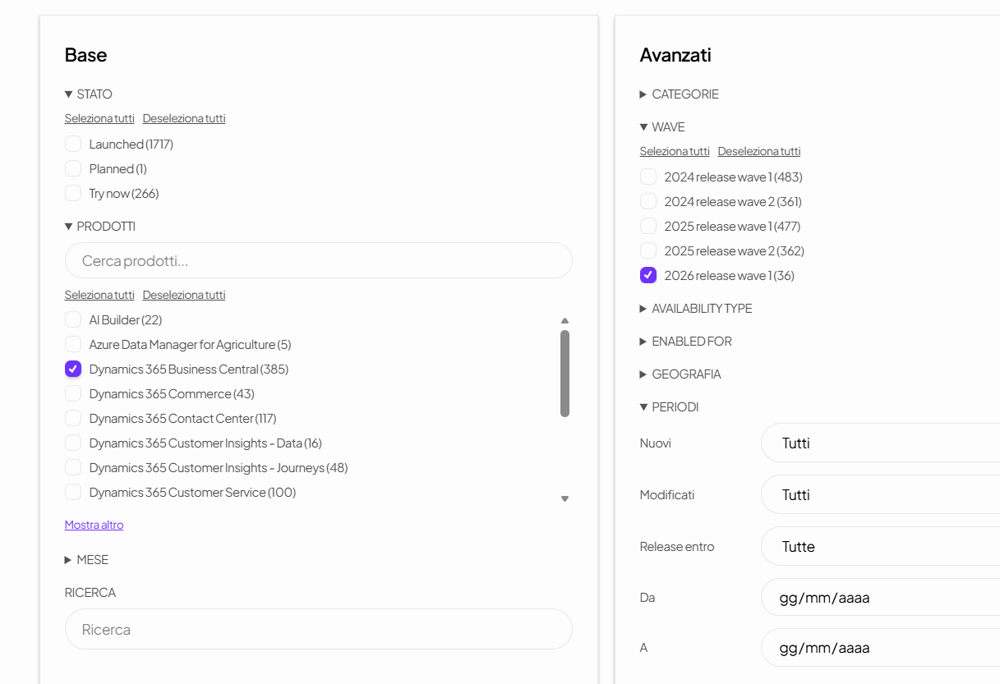 Base
STATO
Seleziona tutti Deseleziona tutti
Launched (1717)
Planned (1)
Try now (266)
PRODOTTI
Cerca prodotti...
Seleziona tutti Deseleziona tutti
AI Builder (22)
Azure Data Manager for Agriculture (5)
Dynamics 365 Business Central (385)
Dynamics 365 Commerce (43)
Dynamics 365 Contact Center (117)
Dynamics 365 Customer Insights - Data (16)
Dynamics 365 Customer Insights - Journeys (48)
Dynamics 365 Customer Service (100)
Mostra altro
MESE
RICERCA
Ricerca
Avanzati
CATEGORIE
WAVE
Seleziona tutti Deseleziona tutti
2024 release wave 1 (483)
2024 release wave 2 (361)
2025 release wave 1 (477)
2025 release wave 2 (362)
2026 release wave 1 (36)
AVAILABILITY TYPE
ENABLED FOR
GEOGRAFIA
PERIODI
Nuovi Tutti
Modificati Tutti
Release entro Tutte
Da gg/mm/aaaa
A gg/mm/aaaa